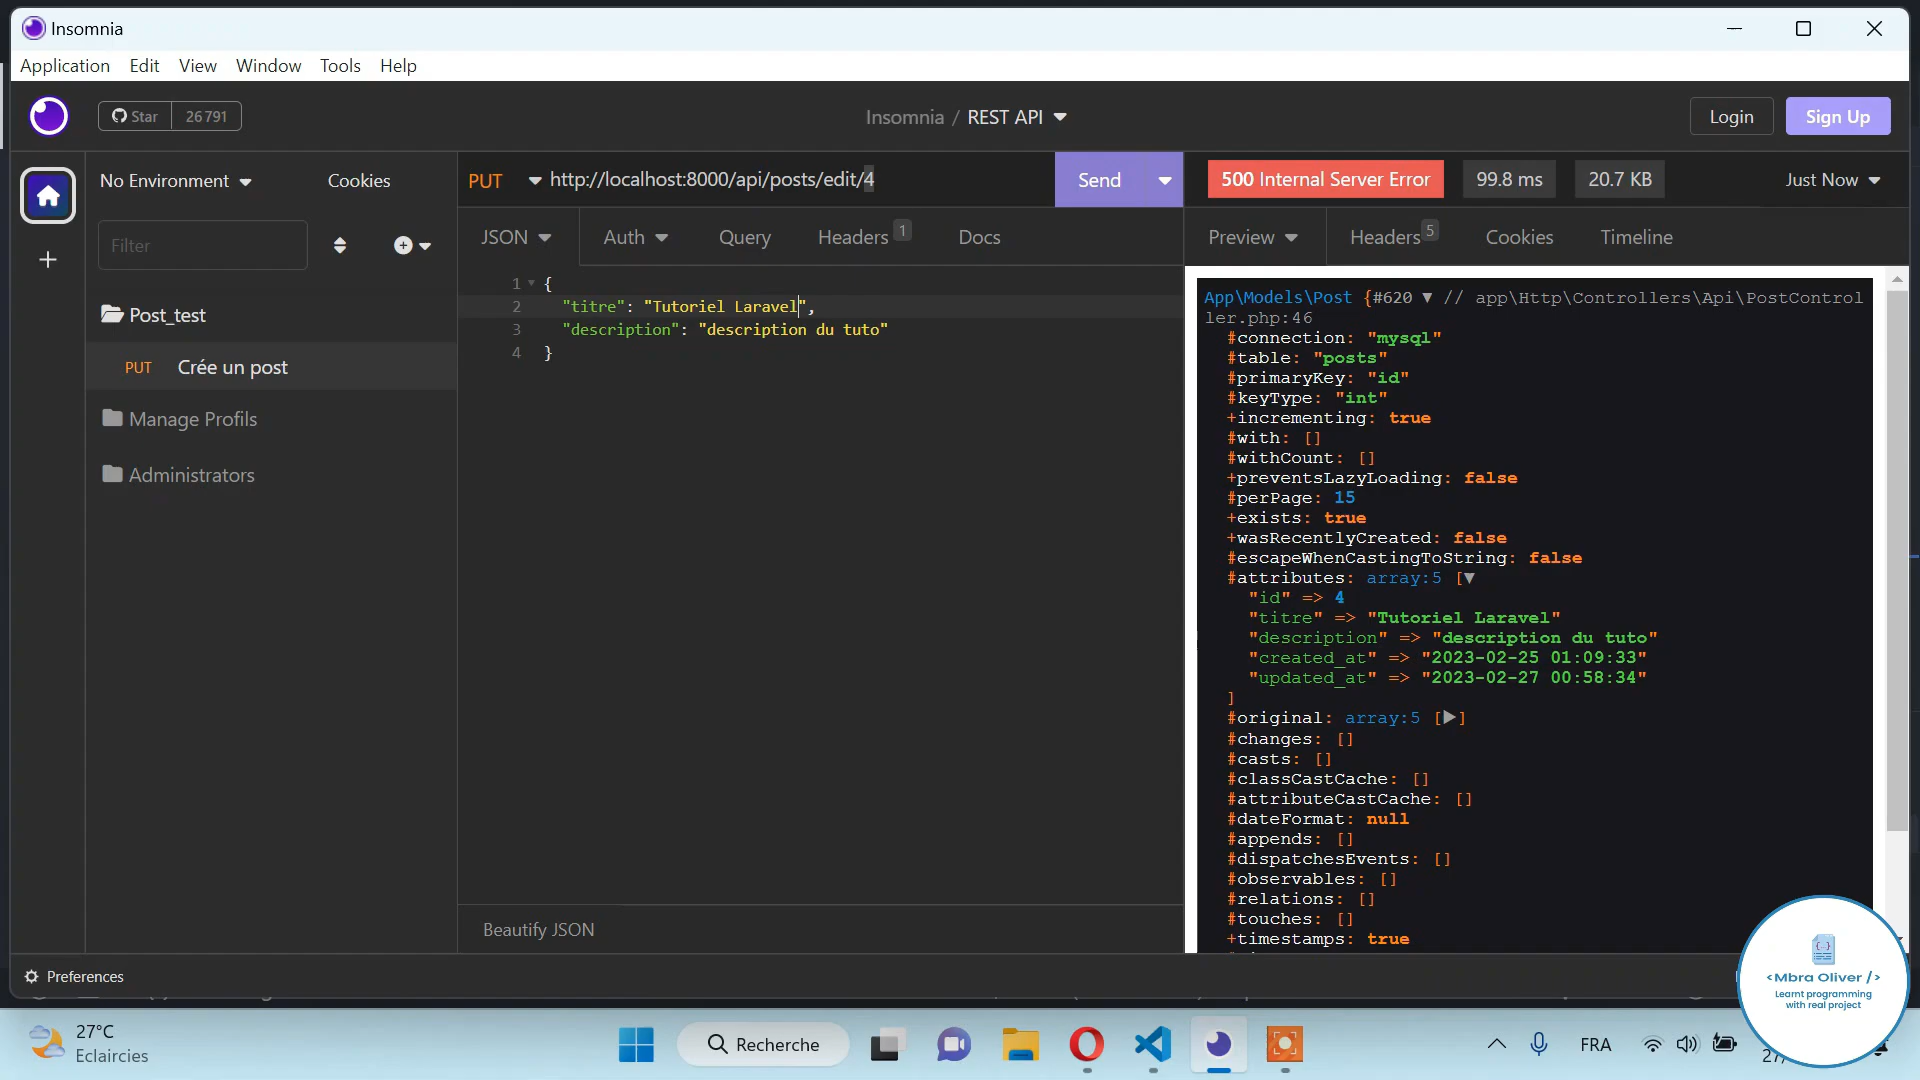 Insomnia
Application Edit View Window Tools Help
Star 26 791
Insomnia / REST API
Login
Sign Up
No Environment
Cookies
PUT http://localhost:8000/api/posts/edit/4
Send
500 Internal Server Error
99.8 ms
20.7 KB
Just Now
Filter
JSON
Auth
Query
Headers 1
Docs
Preview
Headers 5
Cookies
Timeline
Post_test
PUT Crée un post
Manage Profils
Administrators
1 {
2 "titre": "Tutoriel Laravel",
3 "description": "description du tuto"
4 }
Beautify JSON
App\Models\Post {#620 ▼ // app\Http\Controllers\Api\PostControl
ler.php:46
#connection: "mysql"
#table: "posts"
#primaryKey: "id"
#keyType: "int"
+incrementing: true
#with: []
#withCount: []
+preventsLazyLoading: false
#perPage: 15
+exists: true
+wasRecentlyCreated: false
#escapeWhenCastingToString: false
#attributes: array:5 [▼
"id" => 4
"titre" => "Tutoriel Laravel"
"description" => "description du tuto"
"created_at" => "2023-02-25 01:09:33"
"updated_at" => "2023-02-27 00:58:34"
]
#original: array:5 [▶]
#changes: []
#casts: []
#classCastCache: []
#attributeCastCache: []
#dateFormat: null
#appends: []
#dispatchesEvents: []
#observables: []
#relations: []
#touches: []
+timestamps: true
Preferences
{..}
<Mbra Oliver />
Learnt programming
with real project
27°C
Eclaircies
Recherche
FRA
27/